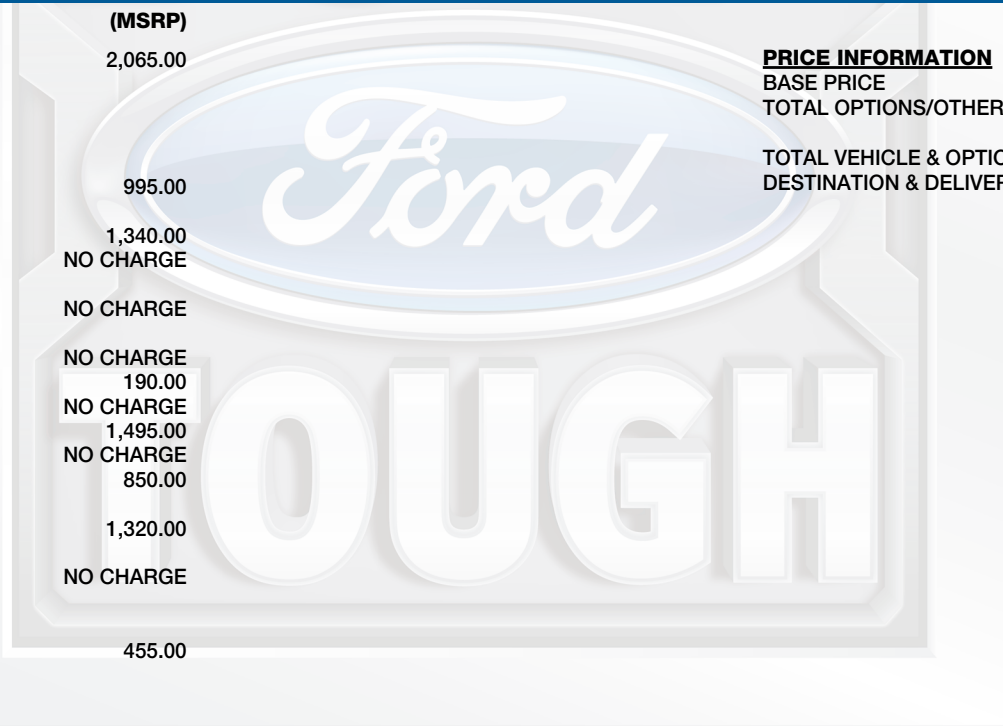 (MSRP)
2,065.00
995.00
1,340.00
NO CHARGE
NO CHARGE
NO CHARGE
190.00
NO CHARGE
1,495.00
NO CHARGE
850.00
1,320.00
NO CHARGE
455.00
PRICE INFORMATION
BASE PRICE
TOTAL OPTIONS/OTHER
TOTAL VEHICLE & OPTIO
DESTINATION & DELIVER
Ford
TOUGH